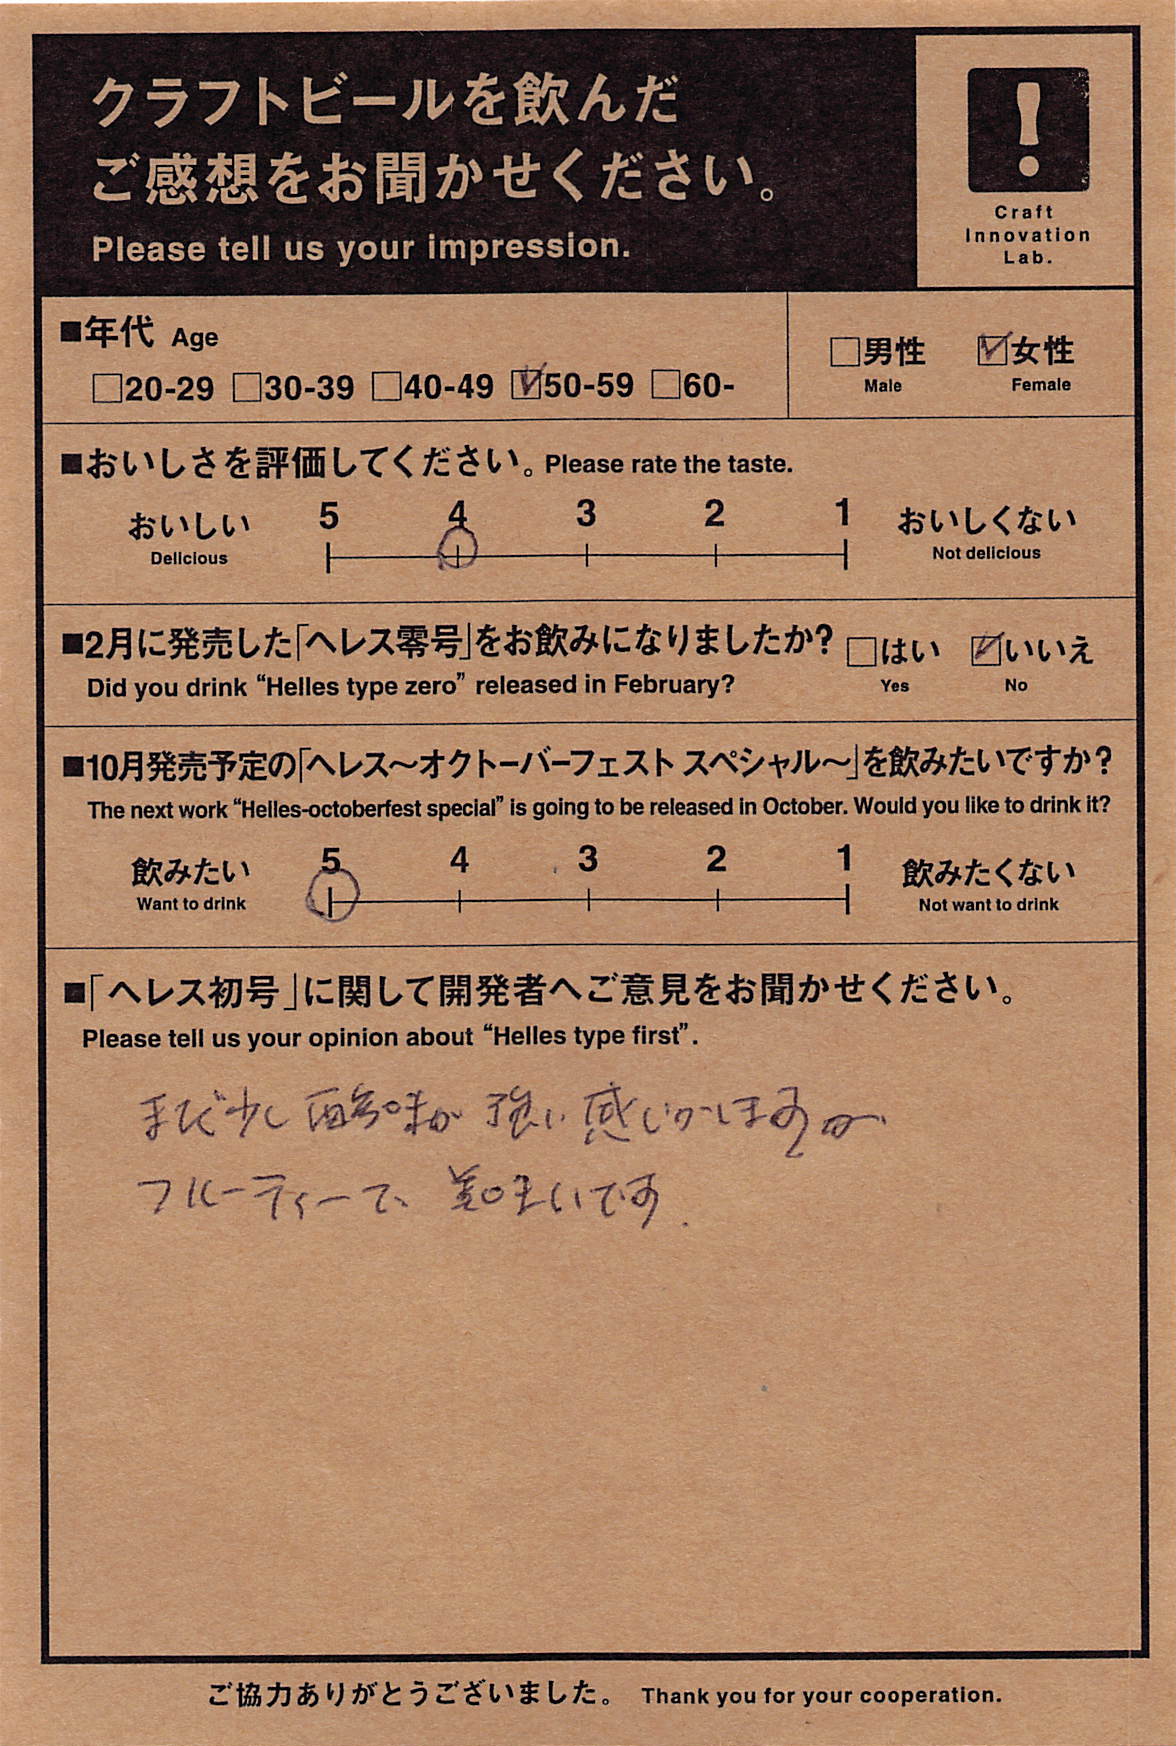 クラフトビールを飲んだ
ご感想をお聞かせください。
Please tell us your impression.
Craft
Innovation
Lab.
■年代 Age
□20-29 □30-39 □40-49 ☑50-59 □60-
□男性 ☑女性
Male Female
■おいしさを評価してください。Please rate the taste.
おいしい 5 4 3 2 1 おいしくない
Delicious Not delicious
■2月に発売した「ヘレス零号」をお飲みになりましたか? □はい ☑いいえ
Did you drink “Helles type zero” released in February? Yes No
■10月発売予定の「ヘレス〜オクトーバーフェスト スペシャル〜」を飲みたいですか?
The next work “Helles-octoberfest special” is going to be released in October. Would you like to drink it?
飲みたい 5 4 3 2 1 飲みたくない
Want to drink Not want to drink
■「ヘレス初号」に関して開発者へご意見をお聞かせください。
Please tell us your opinion about “Helles type first”.
まだ少し酸味が強い感じがしますが
フルーティーで、美味いです.
ご協力ありがとうございました。 Thank you for your cooperation.